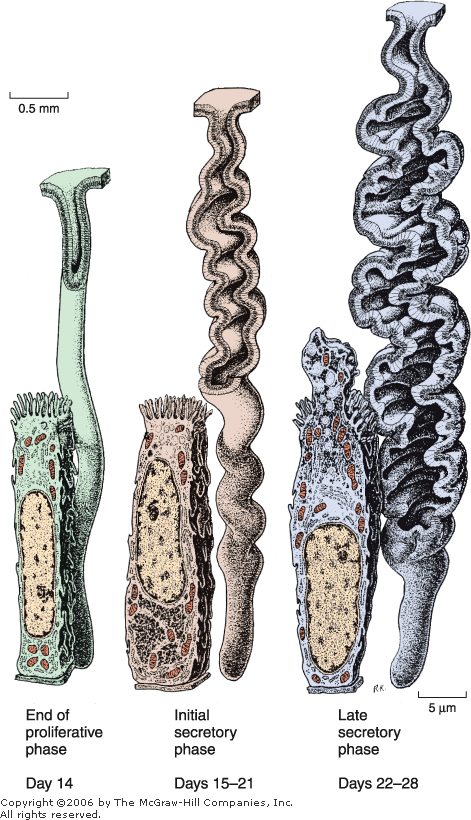 0.5 mm
End of
proliferative
phase
Day 14
Initial
secretory
phase
Days 15–21
Late
secretory
phase
Days 22–28
R.K.
5 µm
Copyright ©2006 by The McGraw-Hill Companies, Inc.
All rights reserved.